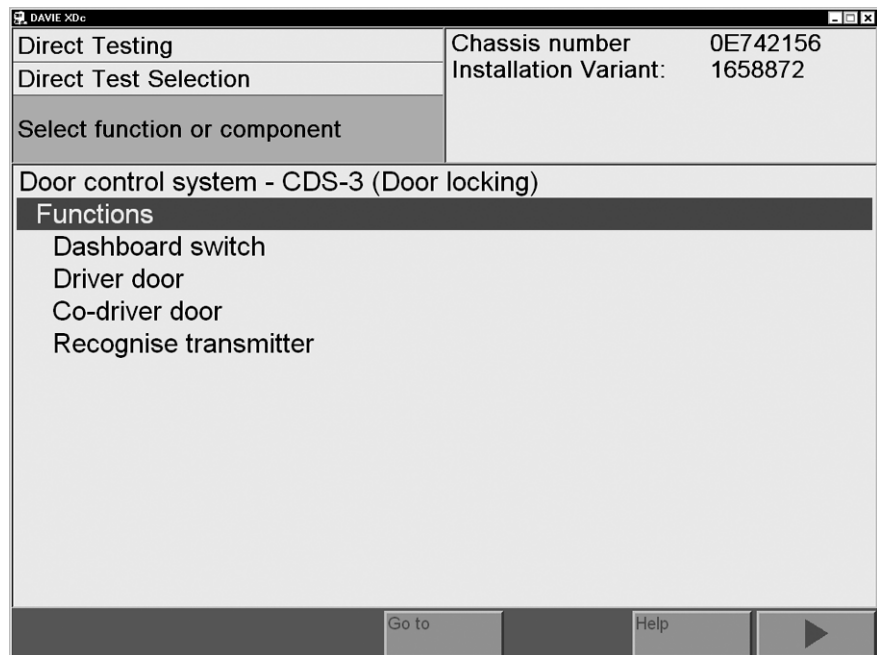 DAVIE XDc
Direct Testing
Direct Test Selection
Select function or component
Chassis number 0E742156
Installation Variant: 1658872
Door control system - CDS-3 (Door locking)
Functions
Dashboard switch
Driver door
Co-driver door
Recognise transmitter
Go to
Help